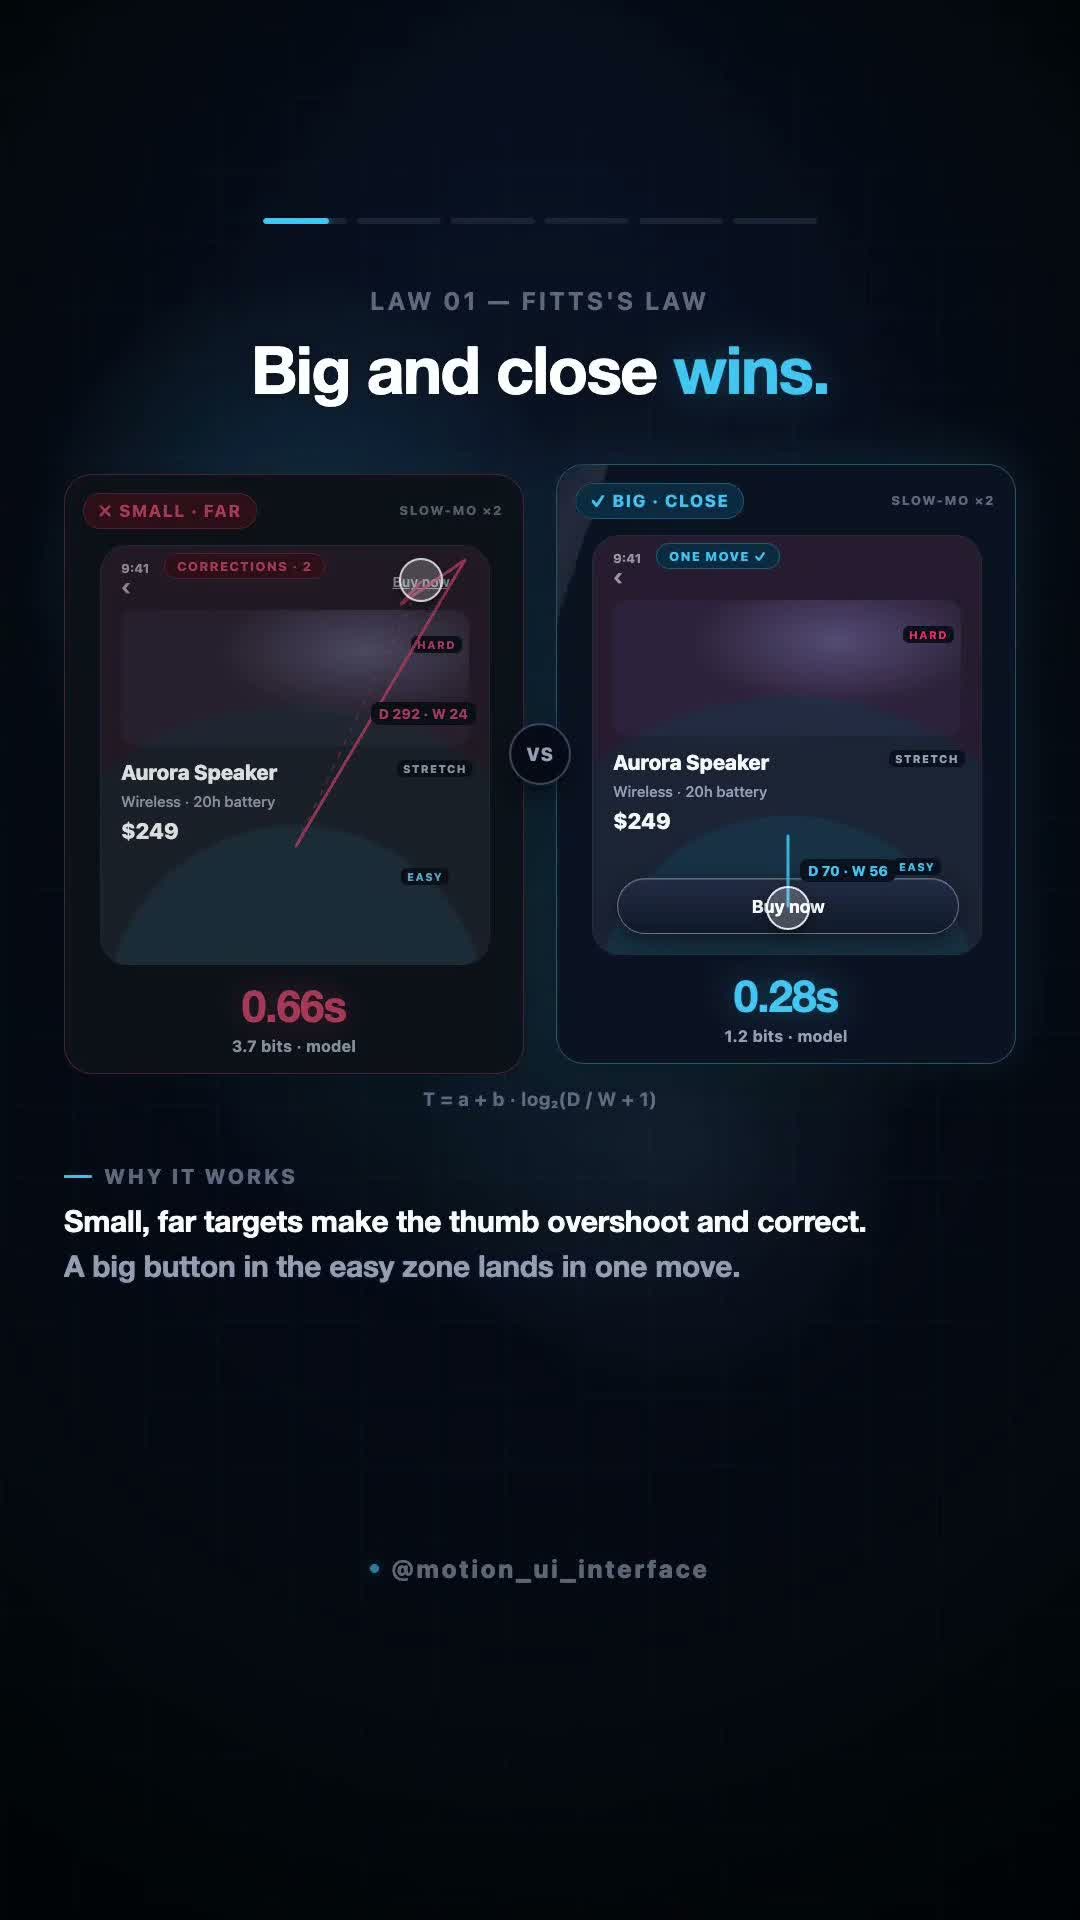 LAW 01 — FITTS'S LAW
Big and close wins.
✕ SMALL · FAR
SLOW-MO ×2
9:41
CORRECTIONS · 2
Buy now
HARD
D 292 · W 24
Aurora Speaker
STRETCH
Wireless · 20h battery
$249
EASY
0.66s
3.7 bits · model
VS
✓ BIG · CLOSE
SLOW-MO ×2
9:41
ONE MOVE ✓
HARD
Aurora Speaker
STRETCH
Wireless · 20h battery
$249
D 70 · W 56
EASY
Buy now
0.28s
1.2 bits · model
T = a + b · log₂(D / W + 1)
WHY IT WORKS
Small, far targets make the thumb overshoot and correct.
A big button in the easy zone lands in one move.
@motion_ui_interface